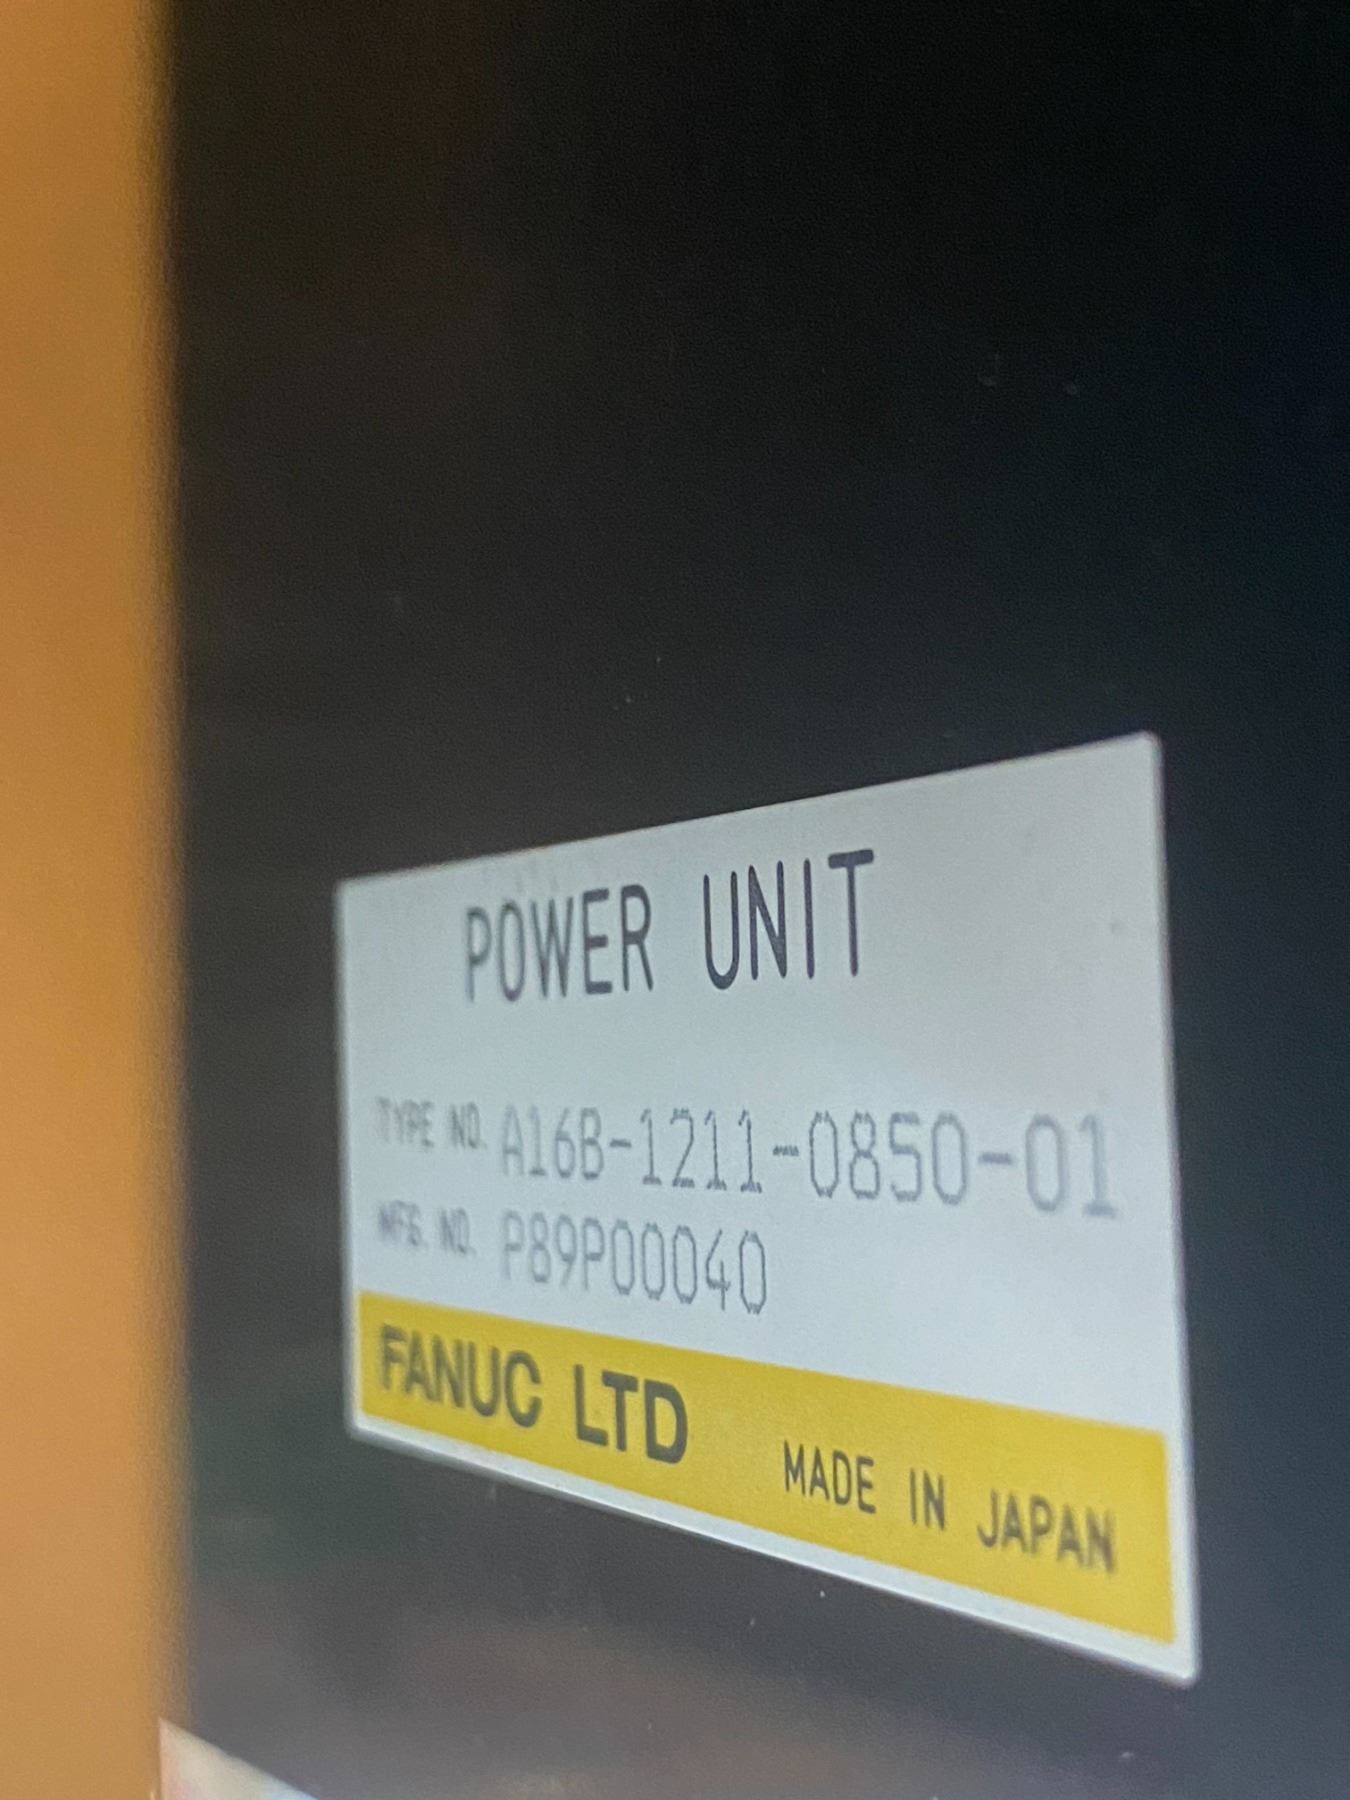 POWER UNIT
TYPE NO. A16B-1211-0850-01
MFG. NO. P89P00040
FANUC LTD MADE IN JAPAN